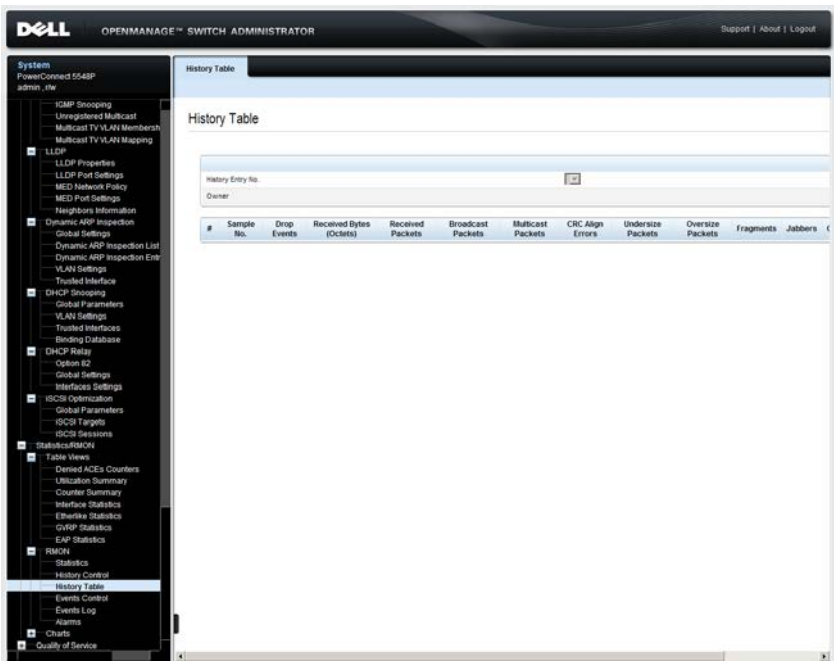 DELL
OPENMANAGE™ SWITCH ADMINISTRATOR
Support | About | Logout
System
PowerConnect 5548P
admin , r/w
IGMP Snooping
Unregistered Multicast
Multicast TV VLAN Membersh
Multicast TV VLAN Mapping
LLDP
LLDP Properties
LLDP Port Settings
MED Network Policy
MED Port Settings
Neighbors Information
Dynamic ARP Inspection
Global Settings
Dynamic ARP Inspection List
Dynamic ARP Inspection Entr
VLAN Settings
Trusted Interface
DHCP Snooping
Global Parameters
VLAN Settings
Trusted Interfaces
Binding Database
DHCP Relay
Option 82
Global Settings
Interfaces Settings
iSCSI Optimization
Global Parameters
iSCSI Targets
iSCSI Sessions
Statistics/RMON
Table Views
Denied ACEs Counters
Utilization Summary
Counter Summary
Interface Statistics
Etherlike Statistics
GVRP Statistics
EAP Statistics
RMON
Statistics
History Control
History Table
Events Control
Events Log
Alarms
Charts
Quality of Service
History Table
History Table
History Entry No.
Owner
# Sample No. Drop Events Received Bytes (Octets) Received Packets Broadcast Packets Multicast Packets CRC Align Errors Undersize Packets Oversize Packets Fragments Jabbers